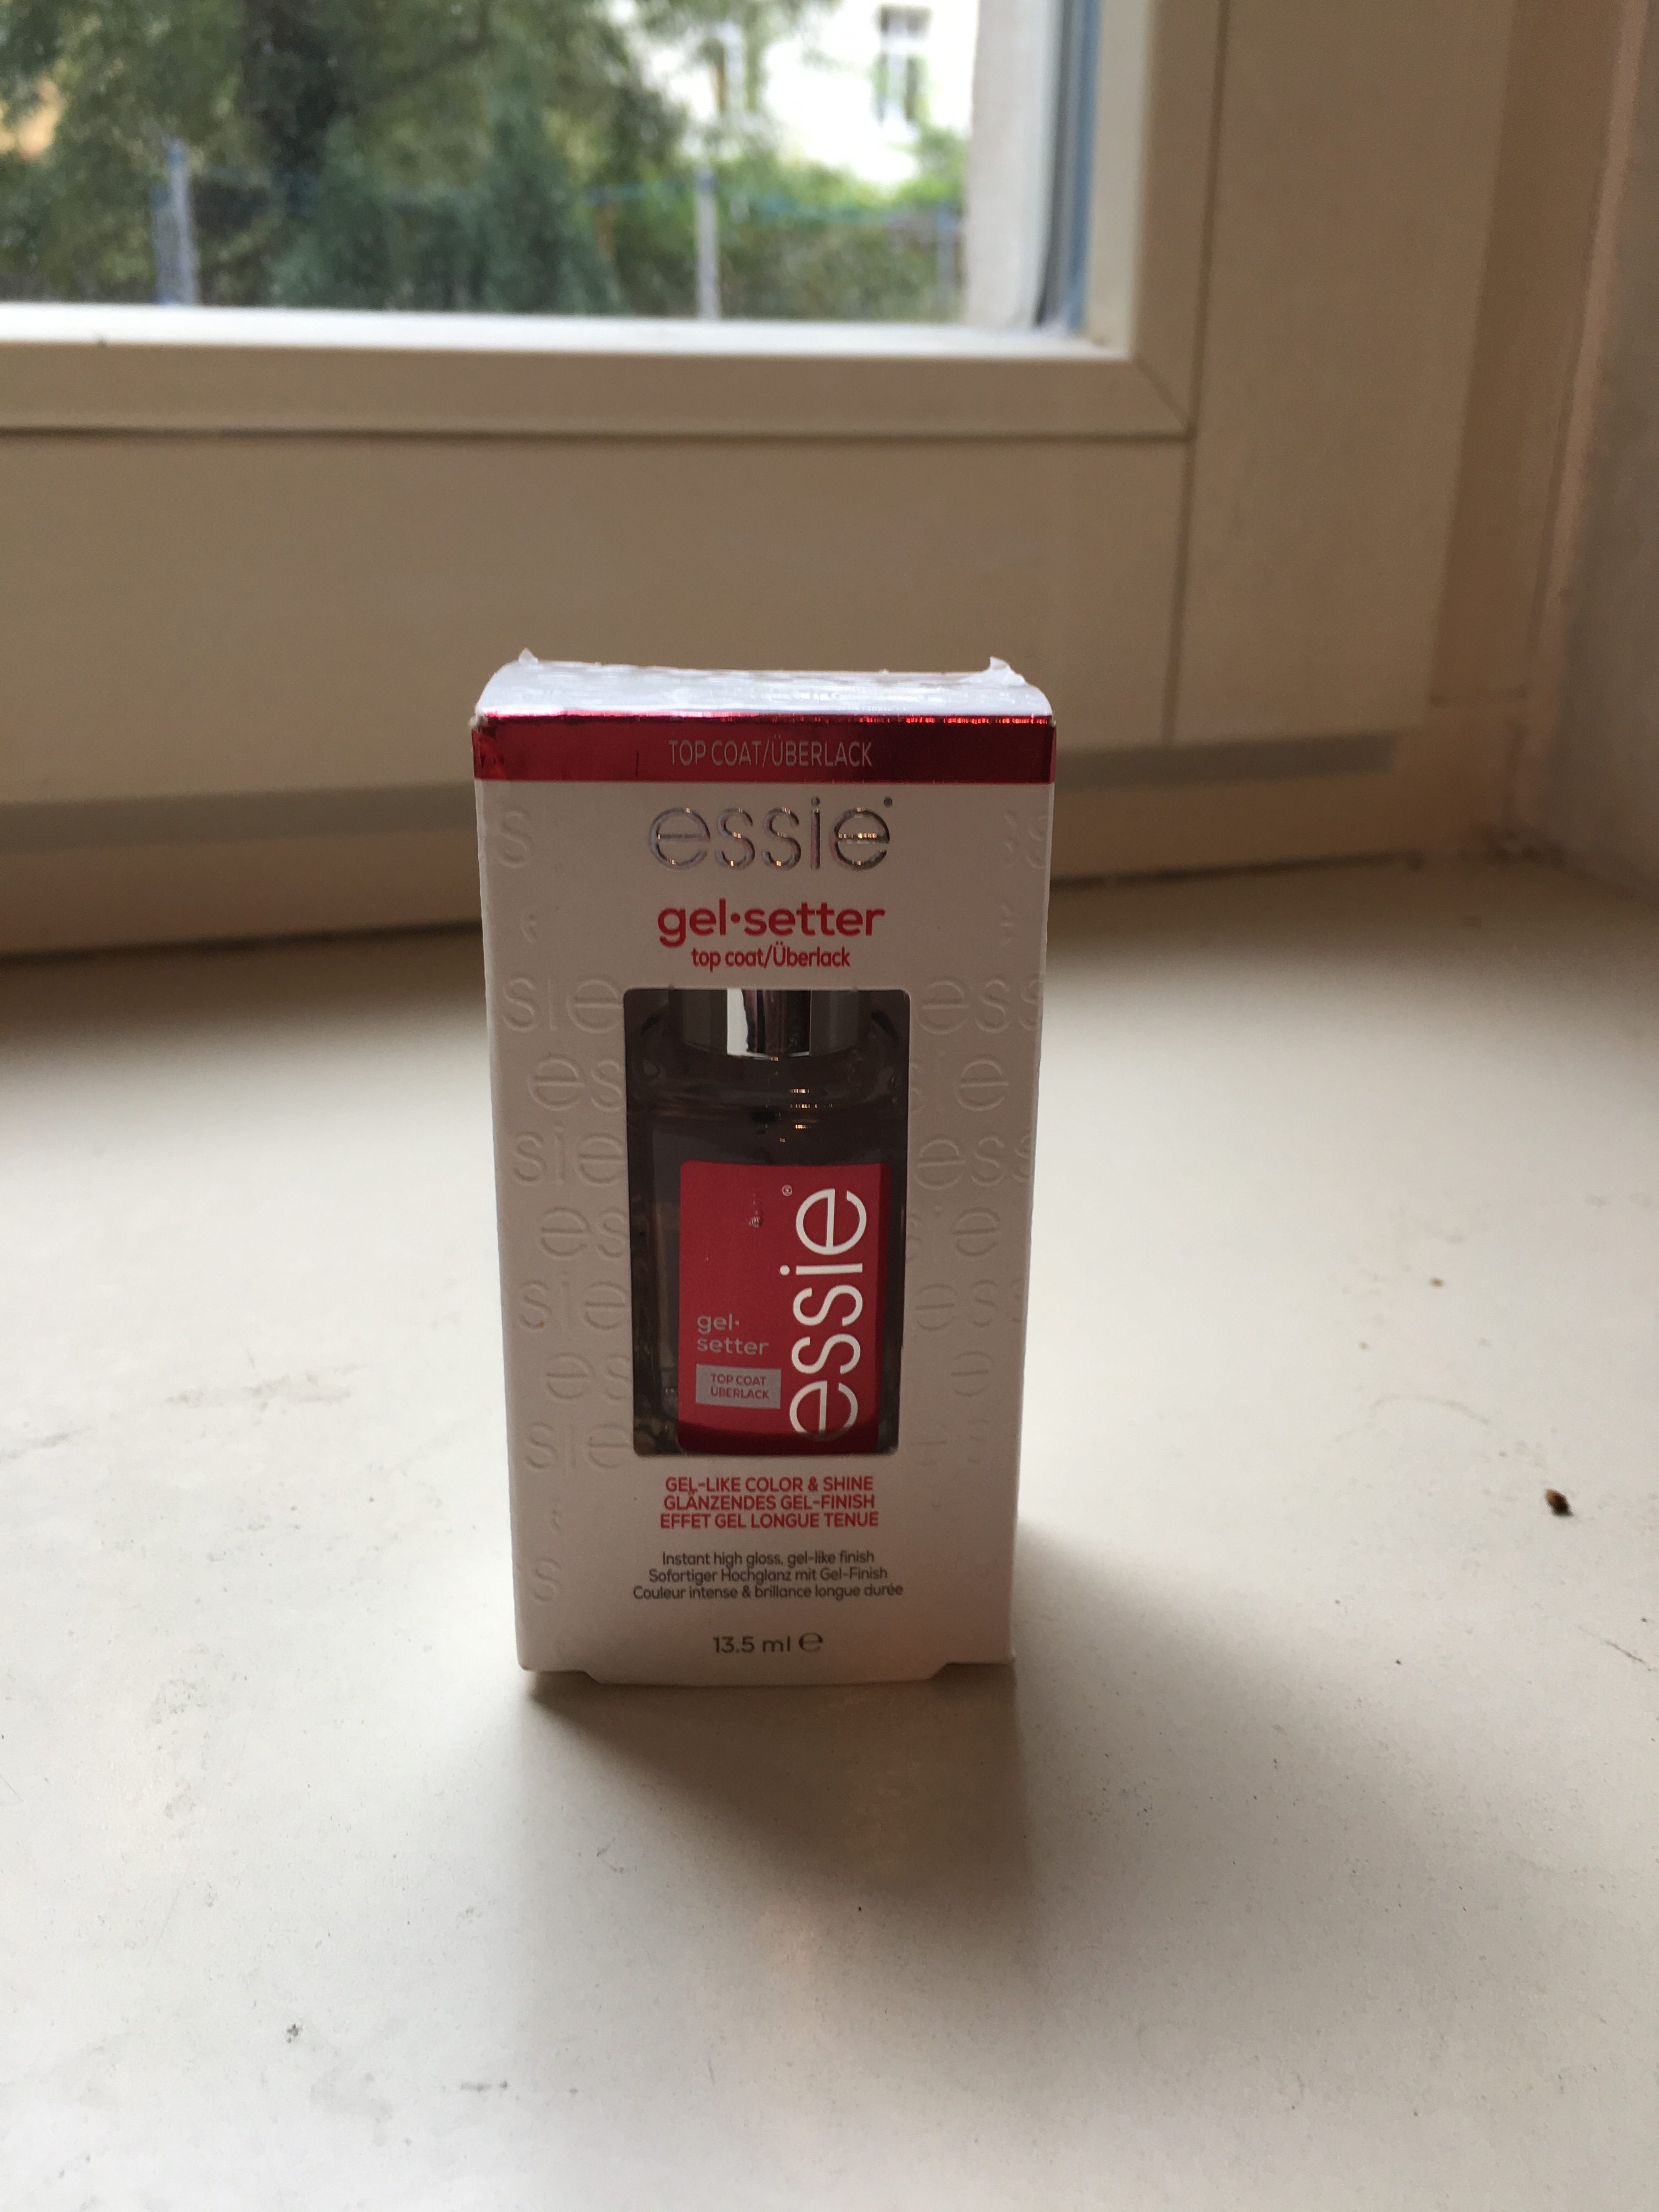 TOP COAT/ÜBERLACK
essie®
gel•setter
top coat/Überlack
essie®
gel•
setter
TOP COAT
ÜBERLACK
GEL-LIKE COLOR & SHINE
GLÄNZENDES GEL-FINISH
EFFET GEL LONGUE TENUE
Instant high gloss, gel-like finish
Sofortiger Hochglanz mit Gel-Finish
Couleur intense & brillance longue durée
13.5 ml ℮